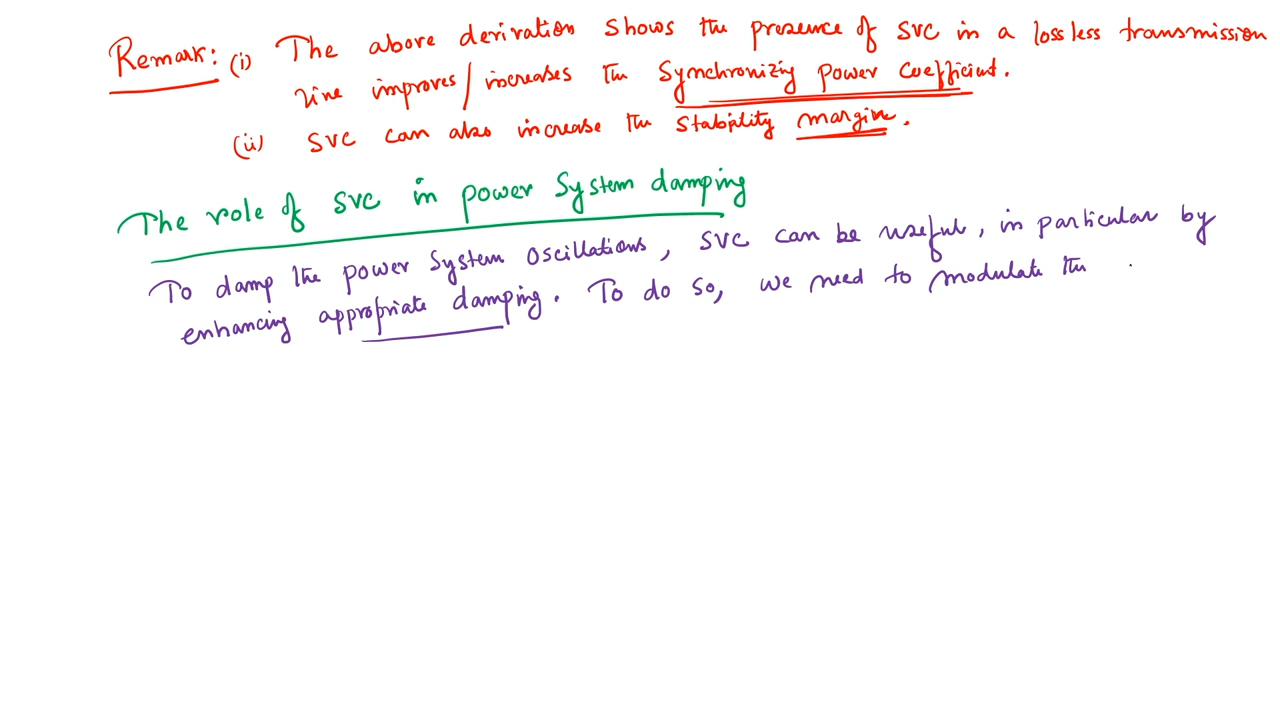 Remark: (i) The above derivation shows the presence of SVC in a lossless transmission
line improves/increases the Synchronizing Power Coefficient.
(ii) SVC can also increase the Stability margin.
The role of SVC in power System damping
To damp the power System oscillations, SVC can be useful, in particular by
enhancing appropriate damping. To do so, we need to modulate the